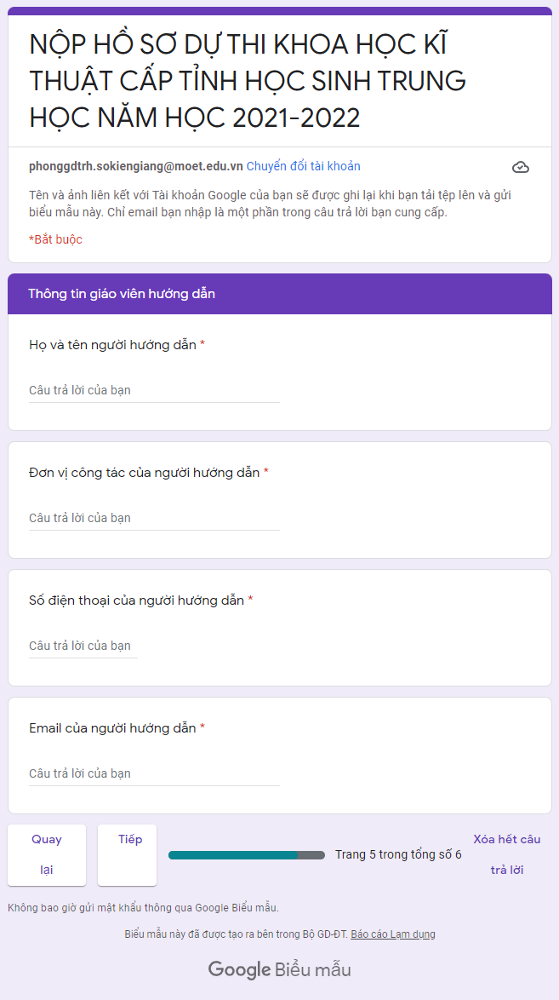 NỘP HỒ SƠ DỰ THI KHOA HỌC KĨ
THUẬT CẤP TỈNH HỌC SINH TRUNG
HỌC NĂM HỌC 2021-2022
phonggdtrh.sokiengiang@moet.edu.vn Chuyển đổi tài khoản
Tên và ảnh liên kết với Tài khoản Google của bạn sẽ được ghi lại khi bạn tải tệp lên và gửi
biểu mẫu này. Chỉ email bạn nhập là một phần trong câu trả lời bạn cung cấp.
*Bắt buộc
Thông tin giáo viên hướng dẫn
Họ và tên người hướng dẫn *
Câu trả lời của bạn
Đơn vị công tác của người hướng dẫn *
Câu trả lời của bạn
Số điện thoại của người hướng dẫn *
Câu trả lời của bạn
Email của người hướng dẫn *
Câu trả lời của bạn
Quay
lại
Tiếp
Trang 5 trong tổng số 6
Xóa hết câu
trả lời
Không bao giờ gửi mật khẩu thông qua Google Biểu mẫu.
Biểu mẫu này đã được tạo ra bên trong Bộ GD-ĐT. Báo cáo Lạm dụng
Google Biểu mẫu